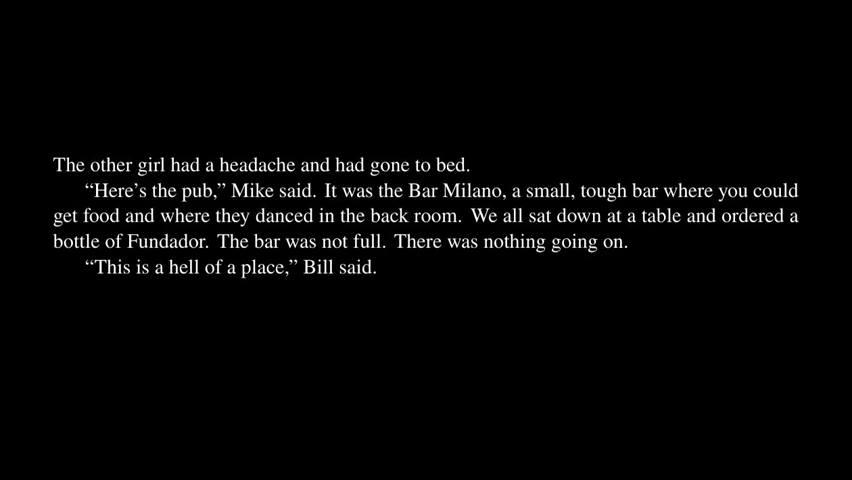 The other girl had a headache and had gone to bed.
“Here’s the pub,” Mike said. It was the Bar Milano, a small, tough bar where you could
get food and where they danced in the back room. We all sat down at a table and ordered a
bottle of Fundador. The bar was not full. There was nothing going on.
“This is a hell of a place,” Bill said.